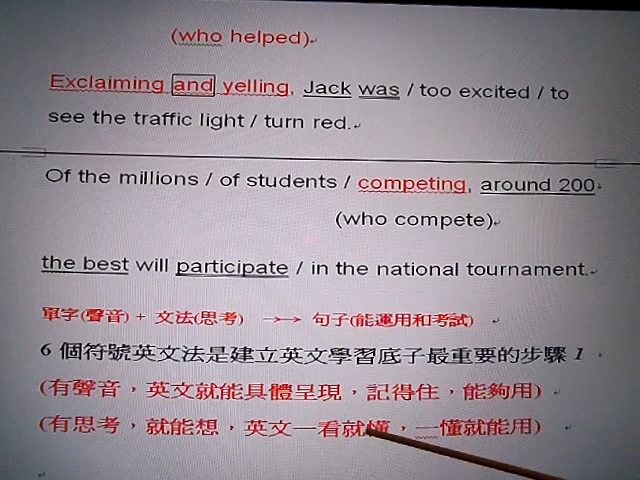 (who helped).
Exclaiming and yelling, Jack was / too excited / to
see the traffic light / turn red.
Of the millions / of students / competing, around 200
(who compete)
the best will participate / in the national tournament.
單字(聲音) + 文法(思考) →→ 句子(能運用和考試)
6 個符號英文法是建立英文學習底子最重要的步驟 1
(有聲音，英文就能具體呈現，記得住，能夠用)
(有思考，就能想，英文一看就懂，一懂就能用)